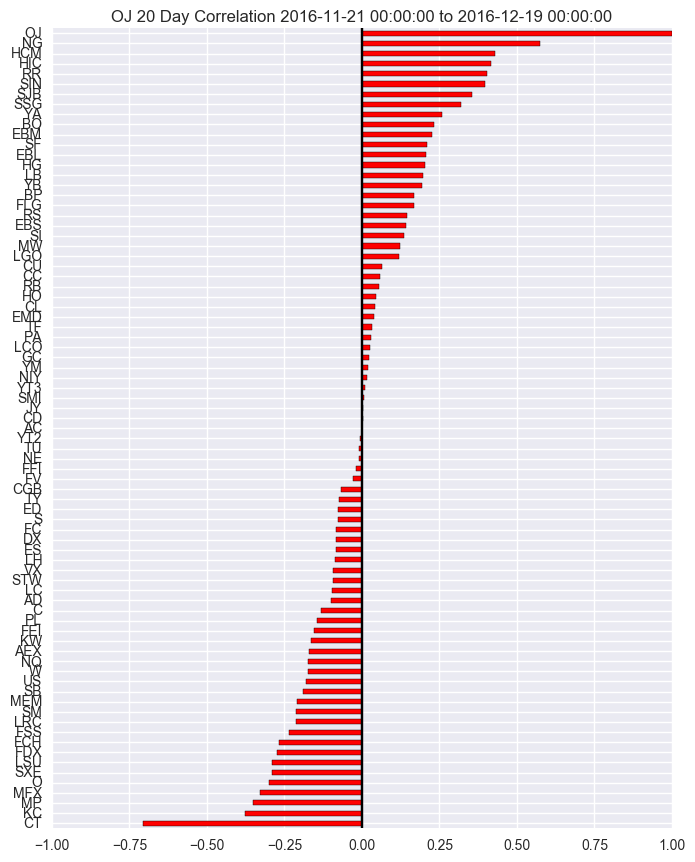 OJ 20 Day Correlation 2016-11-21 00:00:00 to 2016-12-19 00:00:00
OJ
NG
HCM
HIC
RR
SIN
SJB
SSG
YA
BO
EBM
SF
EBL
HG
LB
YB
BP
FLG
RS
EBS
SI
MW
LGO
CU
CC
RB
HO
CL
EMD
TF
PA
LCO
GC
YM
NIY
YT3
SMI
JY
CD
AC
YT2
TU
NE
FFI
FV
CGB
TY
ED
S
FC
DX
ES
LH
VX
STW
LC
AD
C
PL
FEI
KW
AEX
NQ
W
US
SB
MEM
SM
LRC
FSS
FCH
FDX
LSU
SXE
O
MFX
MP
KC
CT
−1.00 −0.75 −0.50 −0.25 0.00 0.25 0.50 0.75 1.00